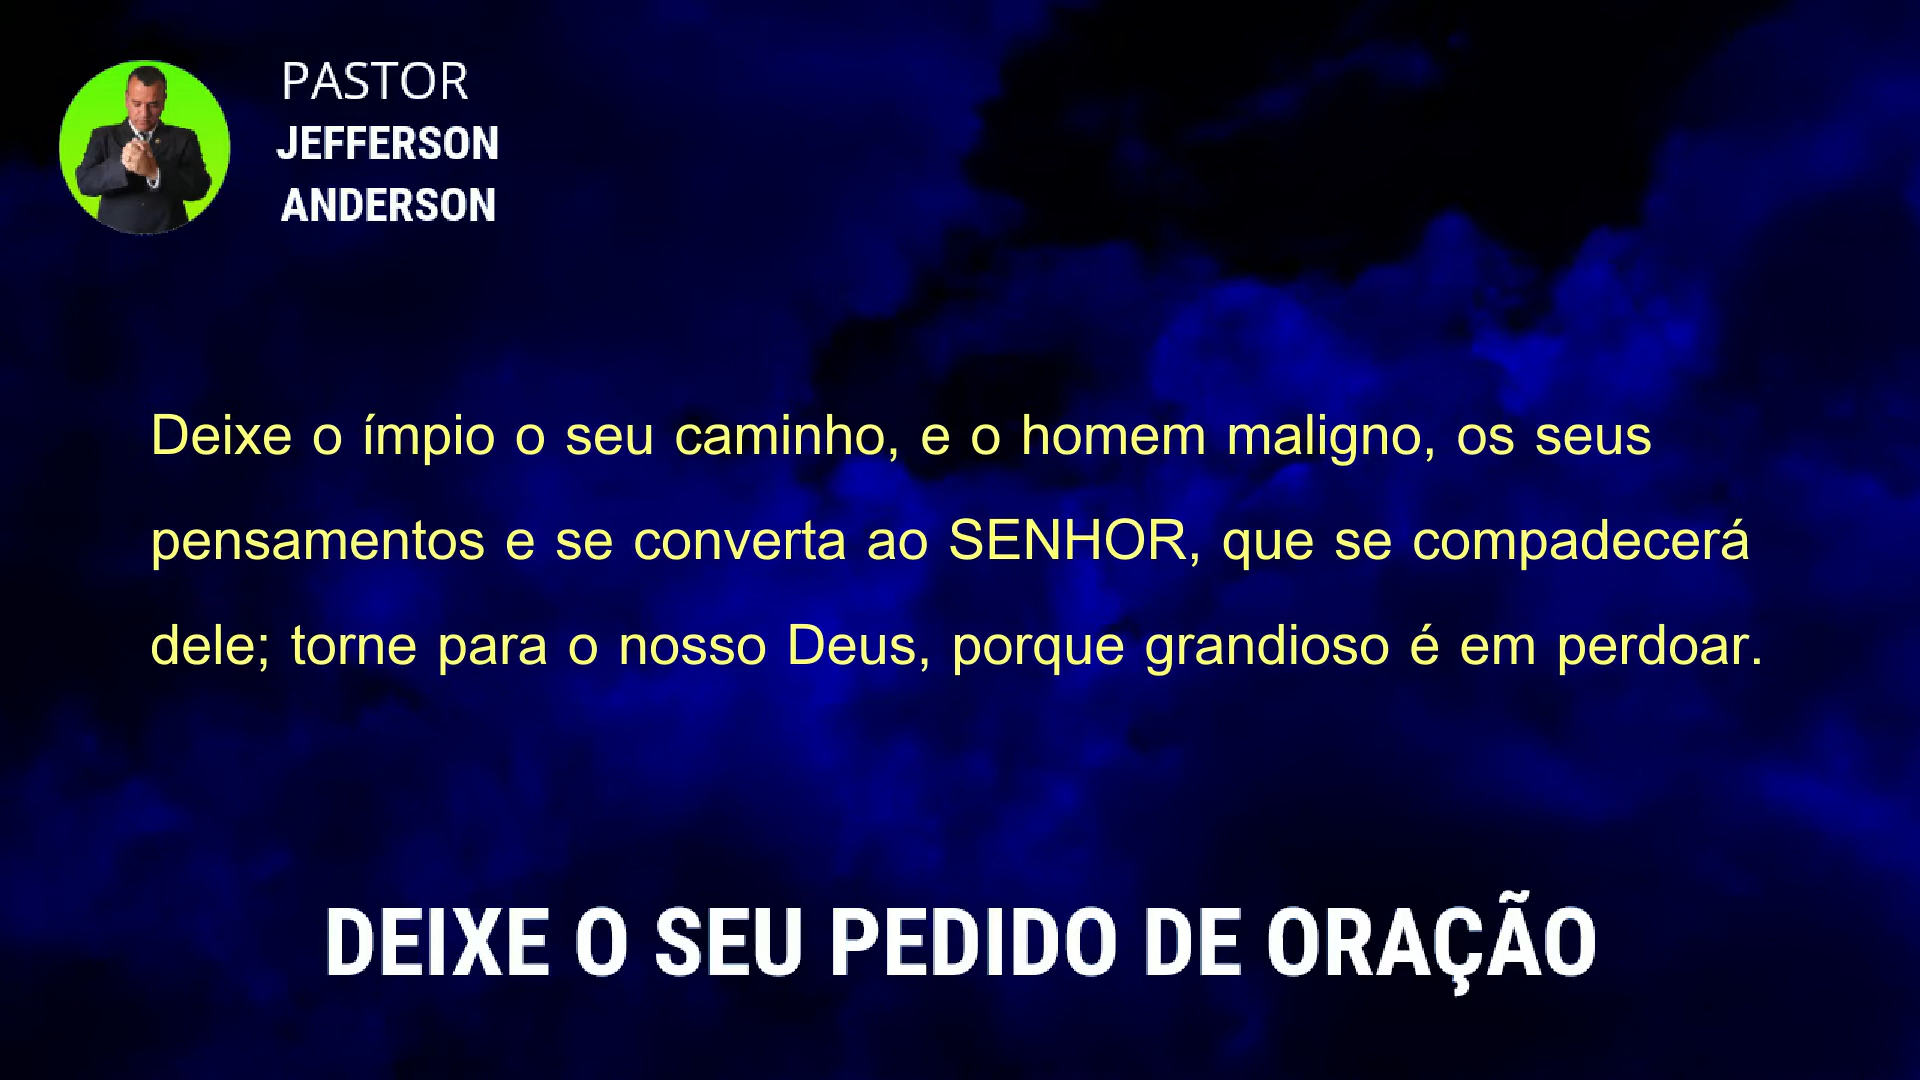 PASTOR
JEFFERSON
ANDERSON
Deixe o ímpio o seu caminho, e o homem maligno, os seus
pensamentos e se converta ao SENHOR, que se compadecerá
dele; torne para o nosso Deus, porque grandioso é em perdoar.
DEIXE O SEU PEDIDO DE ORAÇÃO